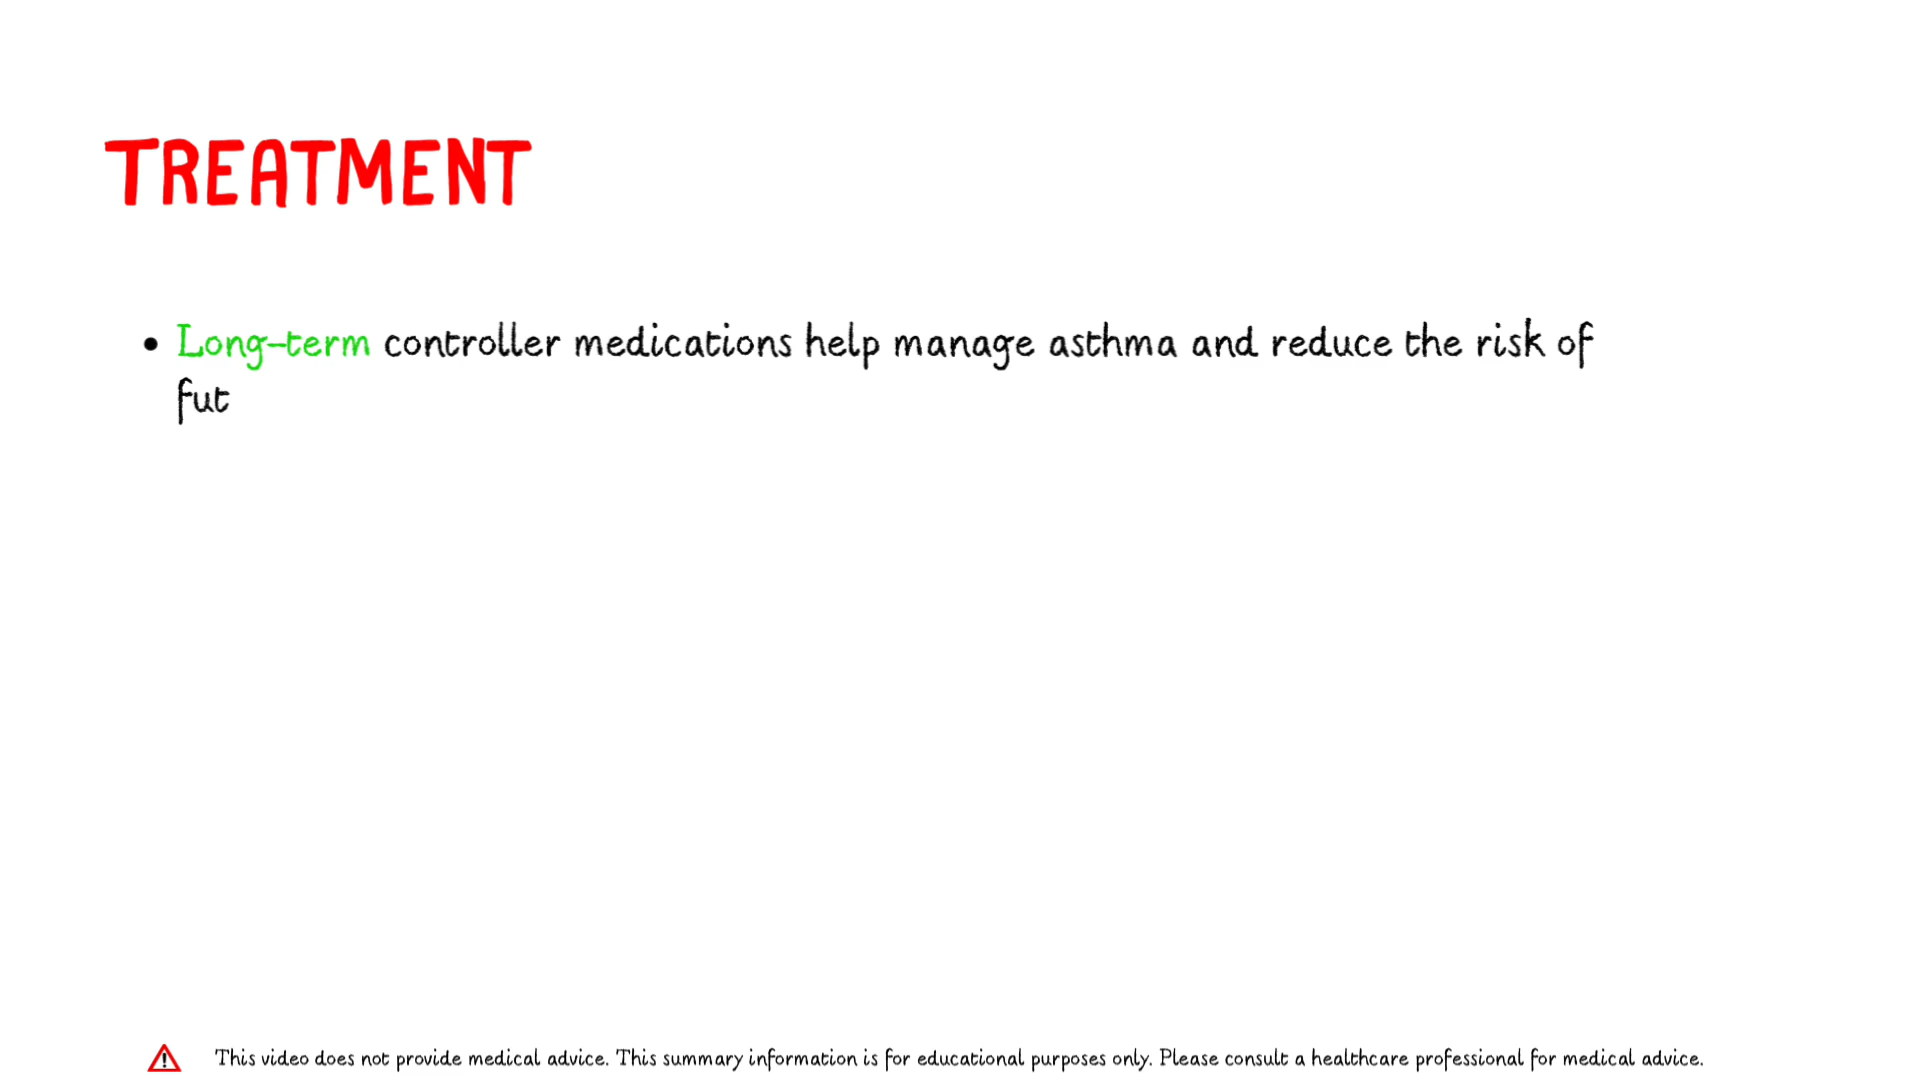 TREATMENT
• Long-term controller medications help manage asthma and reduce the risk of
fut
This video does not provide medical advice. This summary information is for educational purposes only. Please consult a healthcare professional for medical advice.